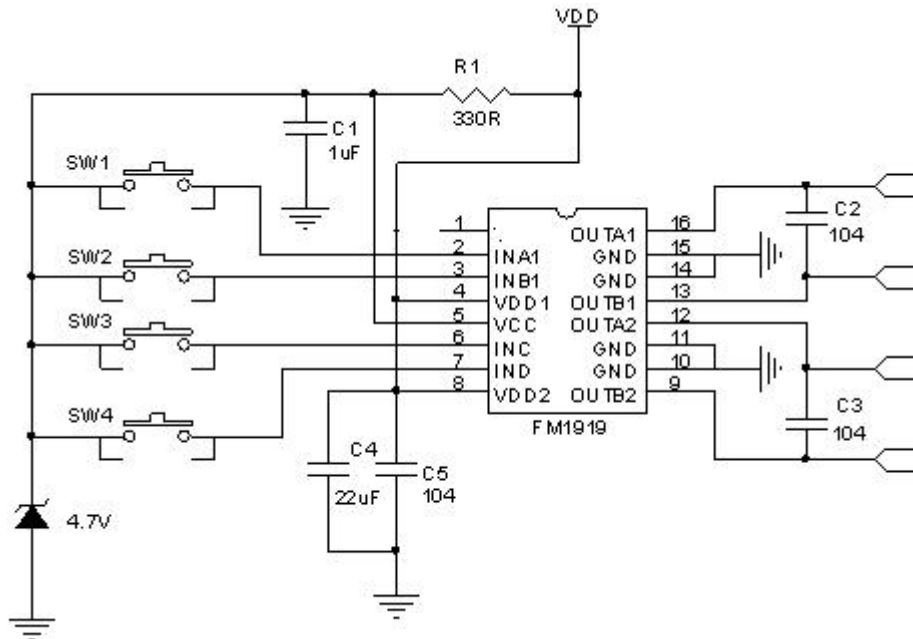 VDD
R1
330R
C1
1uF
SW1
SW2
SW3
SW4
4.7V
1
2 INA1
3 INB1
4 VDD1
5 VCC
6 INC
7 IND
8 VDD2
OUTA1 16
GND 15
GND 14
OUTB1 13
OUTA2 12
GND 11
GND 10
OUTB2 9
FM1919
C2
104
C3
104
C4
22uF
C5
104